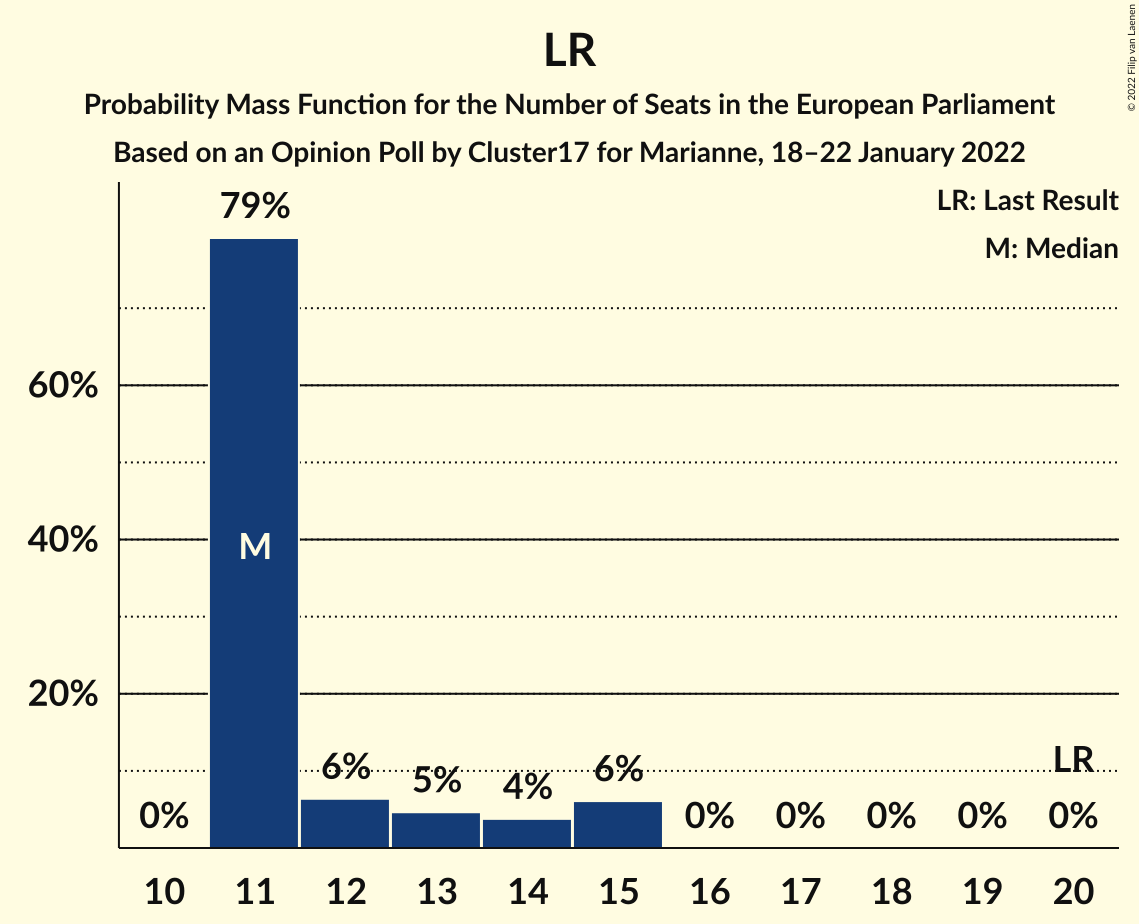 LR
Probability Mass Function for the Number of Seats in the European Parliament
Based on an Opinion Poll by Cluster17 for Marianne, 18–22 January 2022
© 2022 Filip van Laenen
LR: Last Result
M: Median
79%
60%
40%
20%
M
0%
6%
5%
4%
6%
0%
0%
0%
0%
LR
0%
10 11 12 13 14 15 16 17 18 19 20